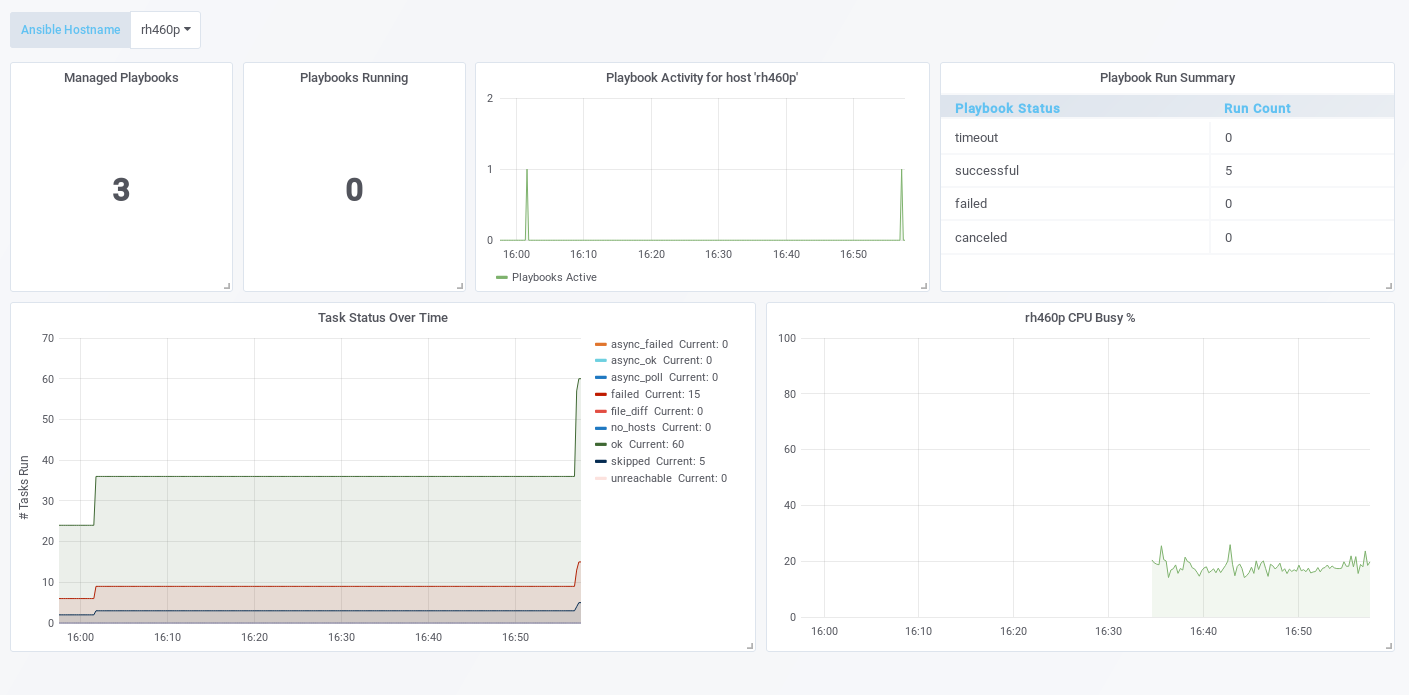 Ansible Hostname rh460p
Managed Playbooks
3
Playbooks Running
0
Playbook Activity for host 'rh460p'
2
1
0
16:00 16:10 16:20 16:30 16:40 16:50
Playbooks Active
Playbook Run Summary
Playbook Status Run Count
timeout 0
successful 5
failed 0
canceled 0
Task Status Over Time
# Tasks Run
70
60
50
40
30
20
10
0
16:00 16:10 16:20 16:30 16:40 16:50
async_failed Current: 0
async_ok Current: 0
async_poll Current: 0
failed Current: 15
file_diff Current: 0
no_hosts Current: 0
ok Current: 60
skipped Current: 5
unreachable Current: 0
rh460p CPU Busy %
100
80
60
40
20
0
16:00 16:10 16:20 16:30 16:40 16:50